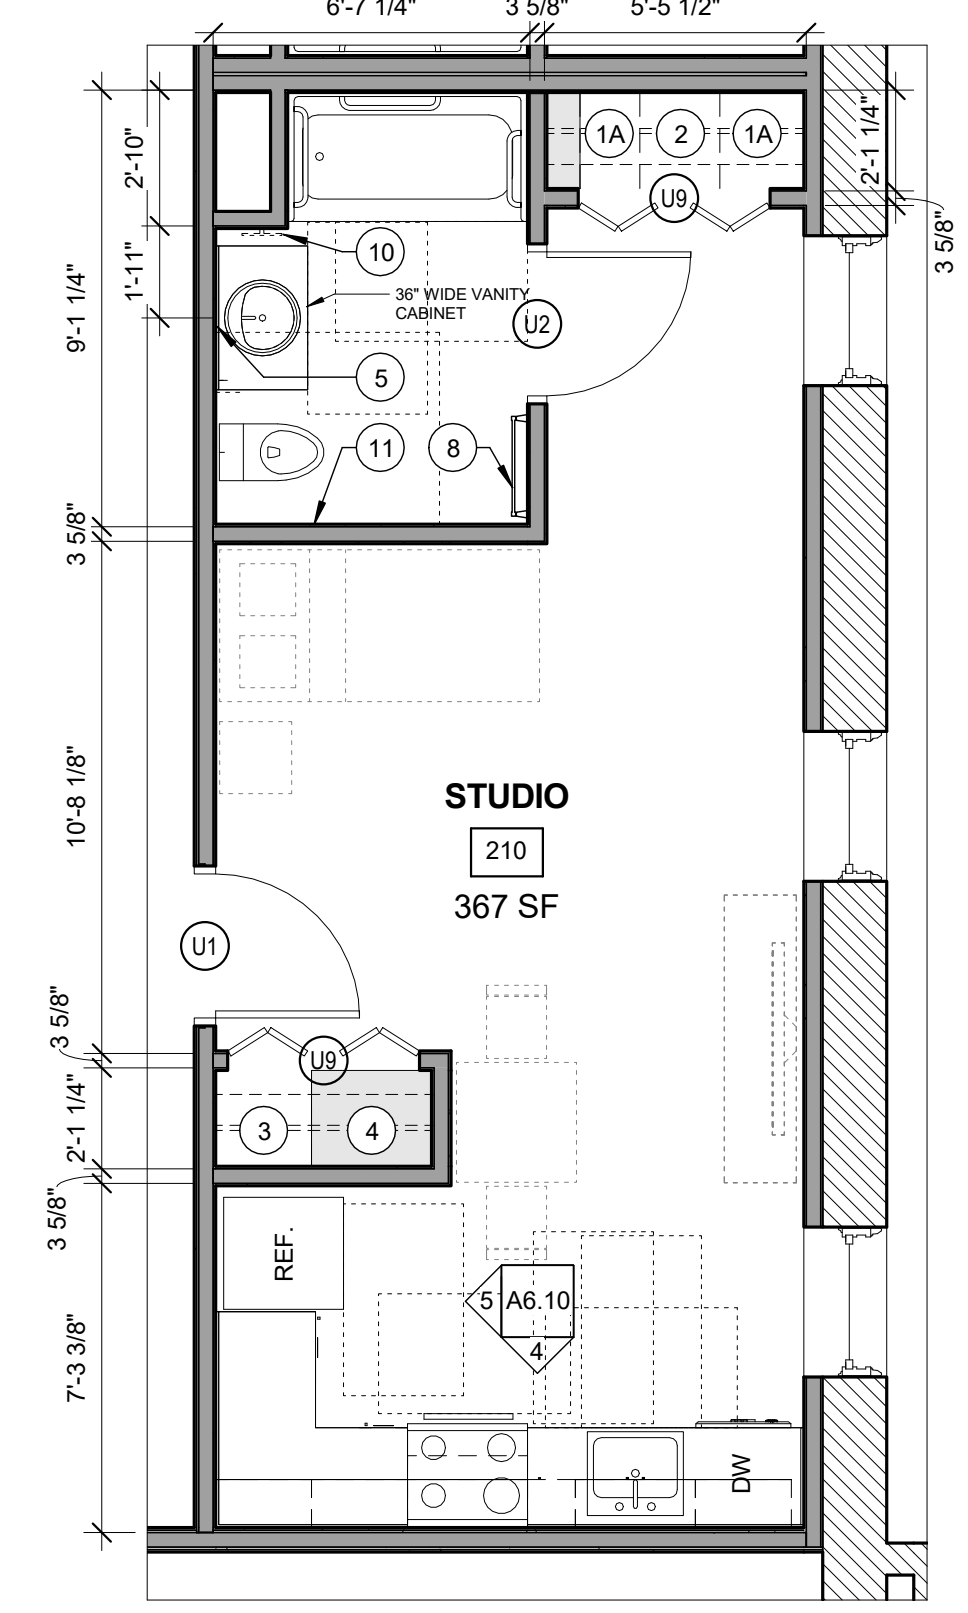 6'-7 1/4"
3 5/8"
5'-5 1/2"
2'-10"
1'-11"
9'-1 1/4"
1A
2
1A
2'-1 1/4"
U9
3 5/8"
10
36" WIDE VANITY
CABINET
U2
5
11
8
3 5/8"
10'-8 1/8"
STUDIO
210
367 SF
U1
3 5/8"
U9
3
4
2'-1 1/4"
3 5/8"
REF.
5
A6.10
4
7'-3 3/8"
DW